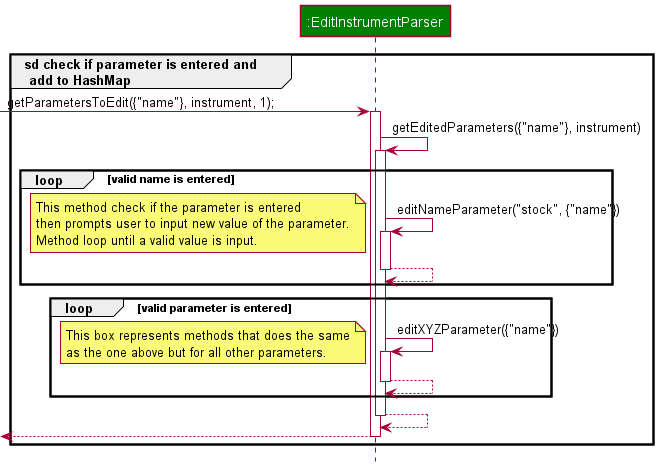 :EditInstrumentParser
sd check if parameter is entered and
add to HashMap
getParametersToEdit({"name"}, instrument, 1);
getEditedParameters({"name"}, instrument)
loop [valid name is entered]
This method check if the parameter is entered
then prompts user to input new value of the parameter.
Method loop until a valid value is input.
editNameParameter("stock", {"name"})
loop [valid parameter is entered]
This box represents methods that does the same
as the one above but for all other parameters.
editXYZParameter({"name"})